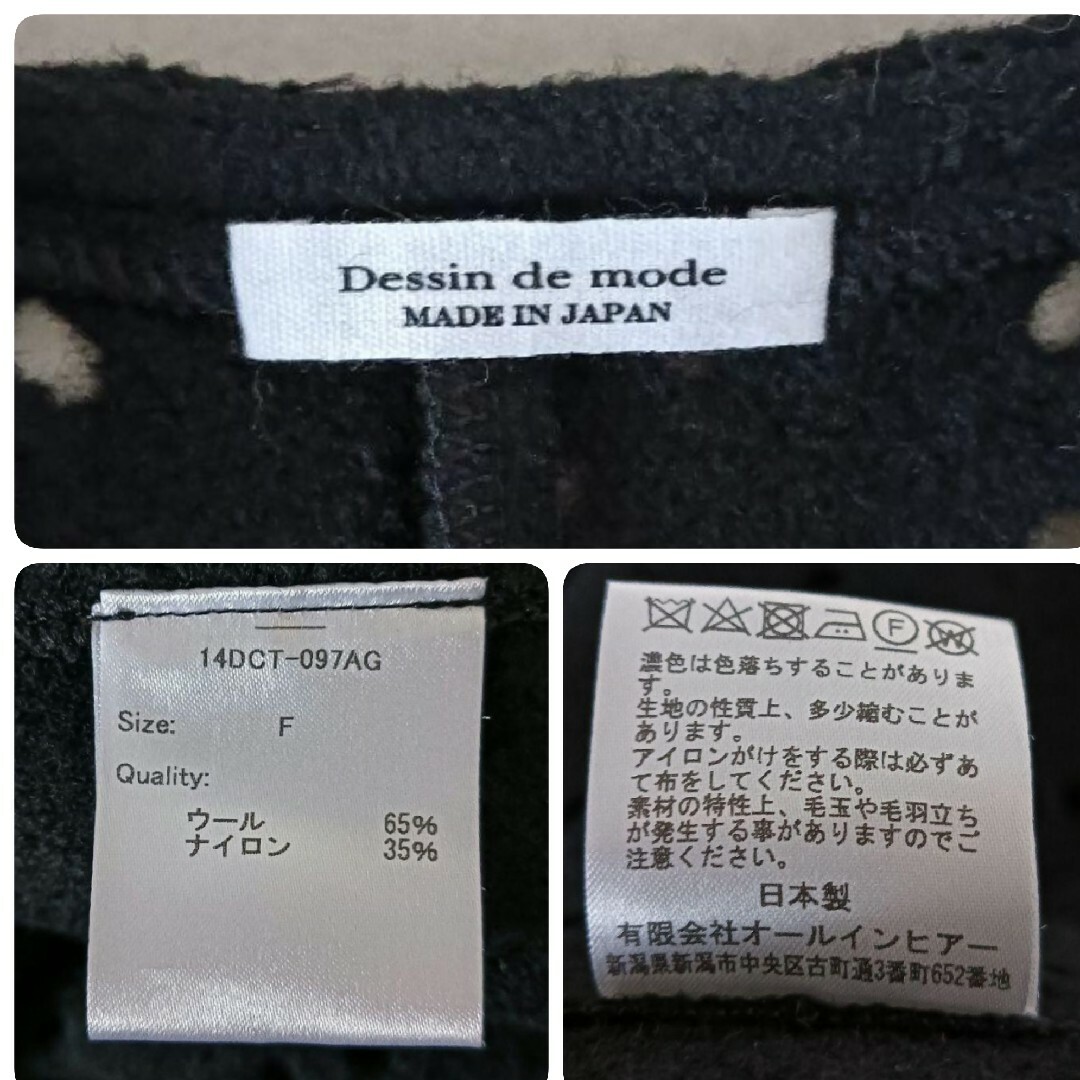 Dessin de mode
MADE IN JAPAN
14DCT-097AG
Size: F
Quality:
ウール 65%
ナイロン 35%
F
W
濃色は色落ちすることがありま
す。
生地の性質上、多少縮むことが
あります。
アイロンがけをする際は必ずあ
て布をしてください。
素材の特性上、毛玉や毛羽立ち
が発生する事がありますのでご
注意ください。
日本製
有限会社オールインヒアー
新潟県新潟市中央区古町通3番町652番地